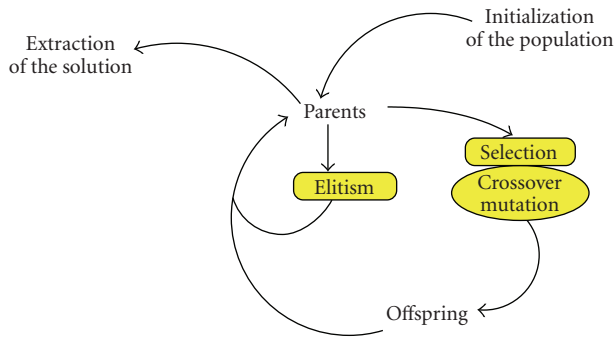 Initialization
of the population
Extraction
of the solution
Parents
Selection
Crossover
mutation
Elitism
Offspring